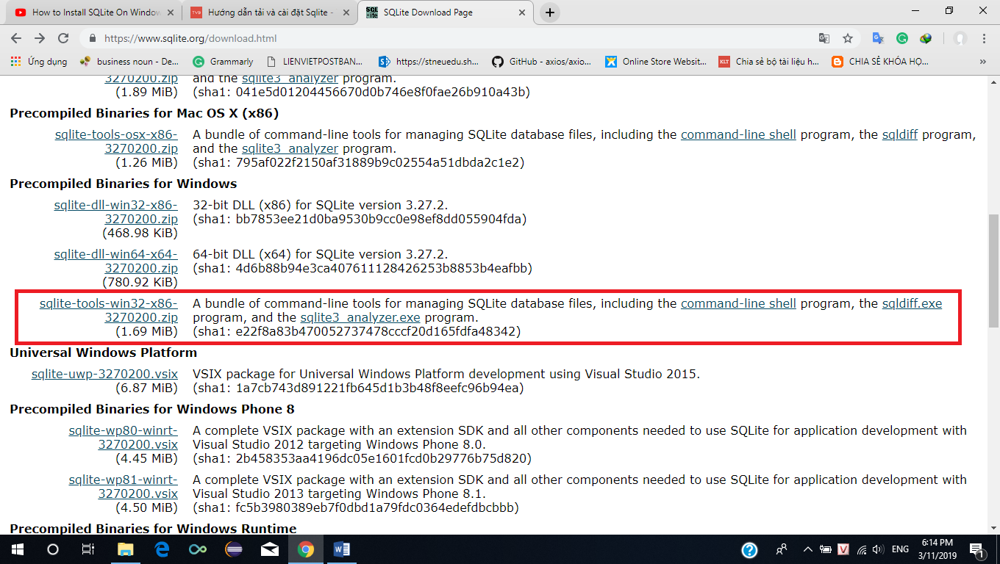 How to Install SQLite On Window
Hướng dẫn tải và cài đặt Sqlite -
SQLite Download Page
https://www.sqlite.org/download.html
Ứng dụng
business noun - De...
Grammarly
LIENVIETPOSTBAN...
https://stneuedu.sh...
GitHub - axios/axio...
Online Store Websit...
Chia sẻ bộ tài liệu h...
CHIA SẺ KHÓA HỌ...
3270200.zip and the sqlite3_analyzer program.
(1.89 MiB) (sha1: 041e5d01204456670d0b746e8f0fae26b910a43b)
Precompiled Binaries for Mac OS X (x86)
sqlite-tools-osx-x86- A bundle of command-line tools for managing SQLite database files, including the command-line shell program, the sqldiff program,
3270200.zip and the sqlite3_analyzer program.
(1.26 MiB) (sha1: 795af022f2150af31889b9c02554a51dbda2c1e2)
Precompiled Binaries for Windows
sqlite-dll-win32-x86- 32-bit DLL (x86) for SQLite version 3.27.2.
3270200.zip (sha1: bb7853ee21d0ba9530b9cc0e98ef8dd055904fda)
(468.98 KiB)
sqlite-dll-win64-x64- 64-bit DLL (x64) for SQLite version 3.27.2.
3270200.zip (sha1: 4d6b88b94e3ca407611128426253b8853b4eafbb)
(780.92 KiB)
sqlite-tools-win32-x86- A bundle of command-line tools for managing SQLite database files, including the command-line shell program, the sqldiff.exe
3270200.zip program, and the sqlite3_analyzer.exe program.
(1.69 MiB) (sha1: e22f8a83b470052737478cccf20d165fdfa48342)
Universal Windows Platform
sqlite-uwp-3270200.vsix VSIX package for Universal Windows Platform development using Visual Studio 2015.
(6.87 MiB) (sha1: 1a7cb743d891221fb645d1b3b48f8eefc96b94ea)
Precompiled Binaries for Windows Phone 8
sqlite-wp80-winrt- A complete VSIX package with an extension SDK and all other components needed to use SQLite for application development with
3270200.vsix Visual Studio 2012 targeting Windows Phone 8.0.
(4.45 MiB) (sha1: 2b458353aa4196dc05e1601fcd0b29776b75d820)
sqlite-wp81-winrt- A complete VSIX package with an extension SDK and all other components needed to use SQLite for application development with
3270200.vsix Visual Studio 2013 targeting Windows Phone 8.1.
(4.50 MiB) (sha1: fc5b3980389eb7f0dbd1a79fdc0364edefdbcbbb)
Precompiled Binaries for Windows Runtime
ENG
6:14 PM
3/11/2019
1